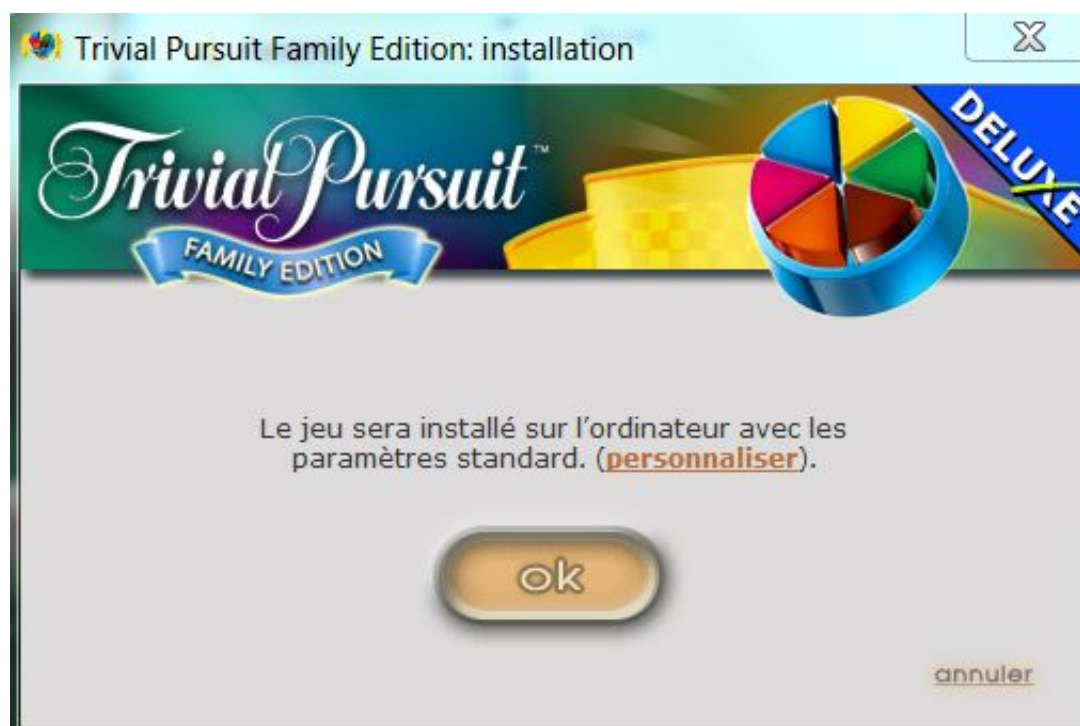 Trivial Pursuit Family Edition: installation
X
DELUXE
Trivial Pursuit™
FAMILY EDITION
Le jeu sera installé sur l'ordinateur avec les
paramètres standard. (personnaliser).
ok
annuler